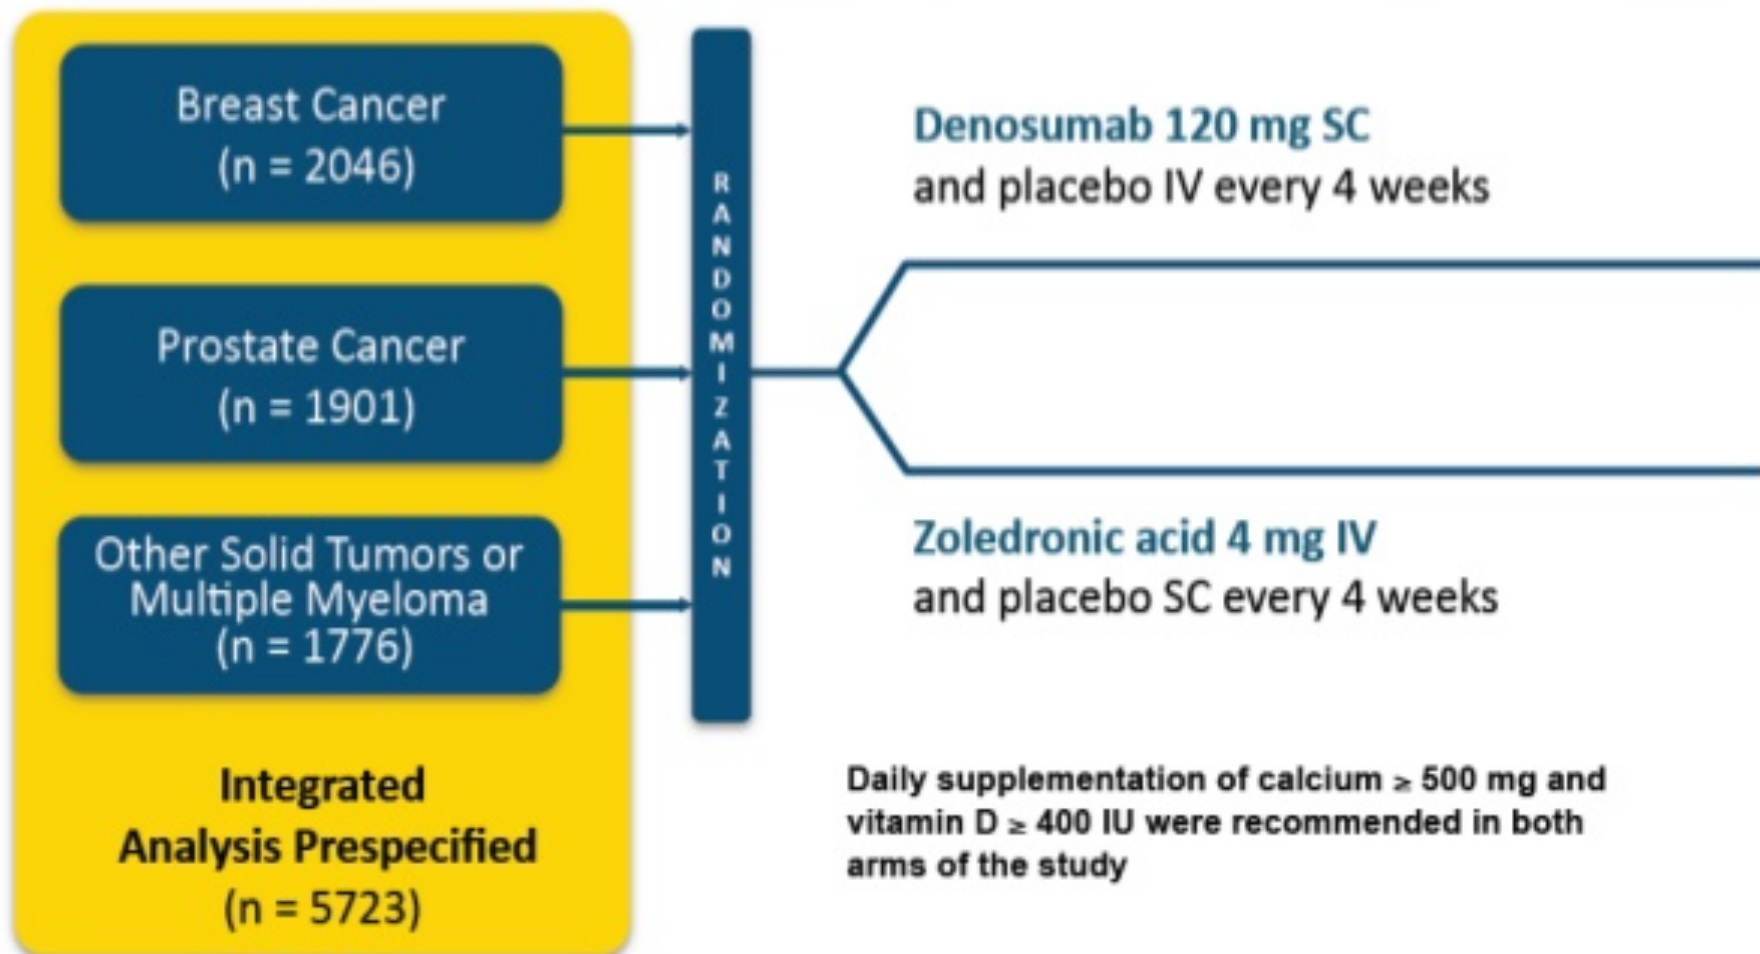 Breast Cancer
(n = 2046)
Prostate Cancer
(n = 1901)
Other Solid Tumors or
Multiple Myeloma
(n = 1776)
Integrated
Analysis Prespecified
(n = 5723)
RANDOMIZATION
Denosumab 120 mg SC
and placebo IV every 4 weeks
Zoledronic acid 4 mg IV
and placebo SC every 4 weeks
Daily supplementation of calcium ≥ 500 mg and
vitamin D ≥ 400 IU were recommended in both
arms of the study